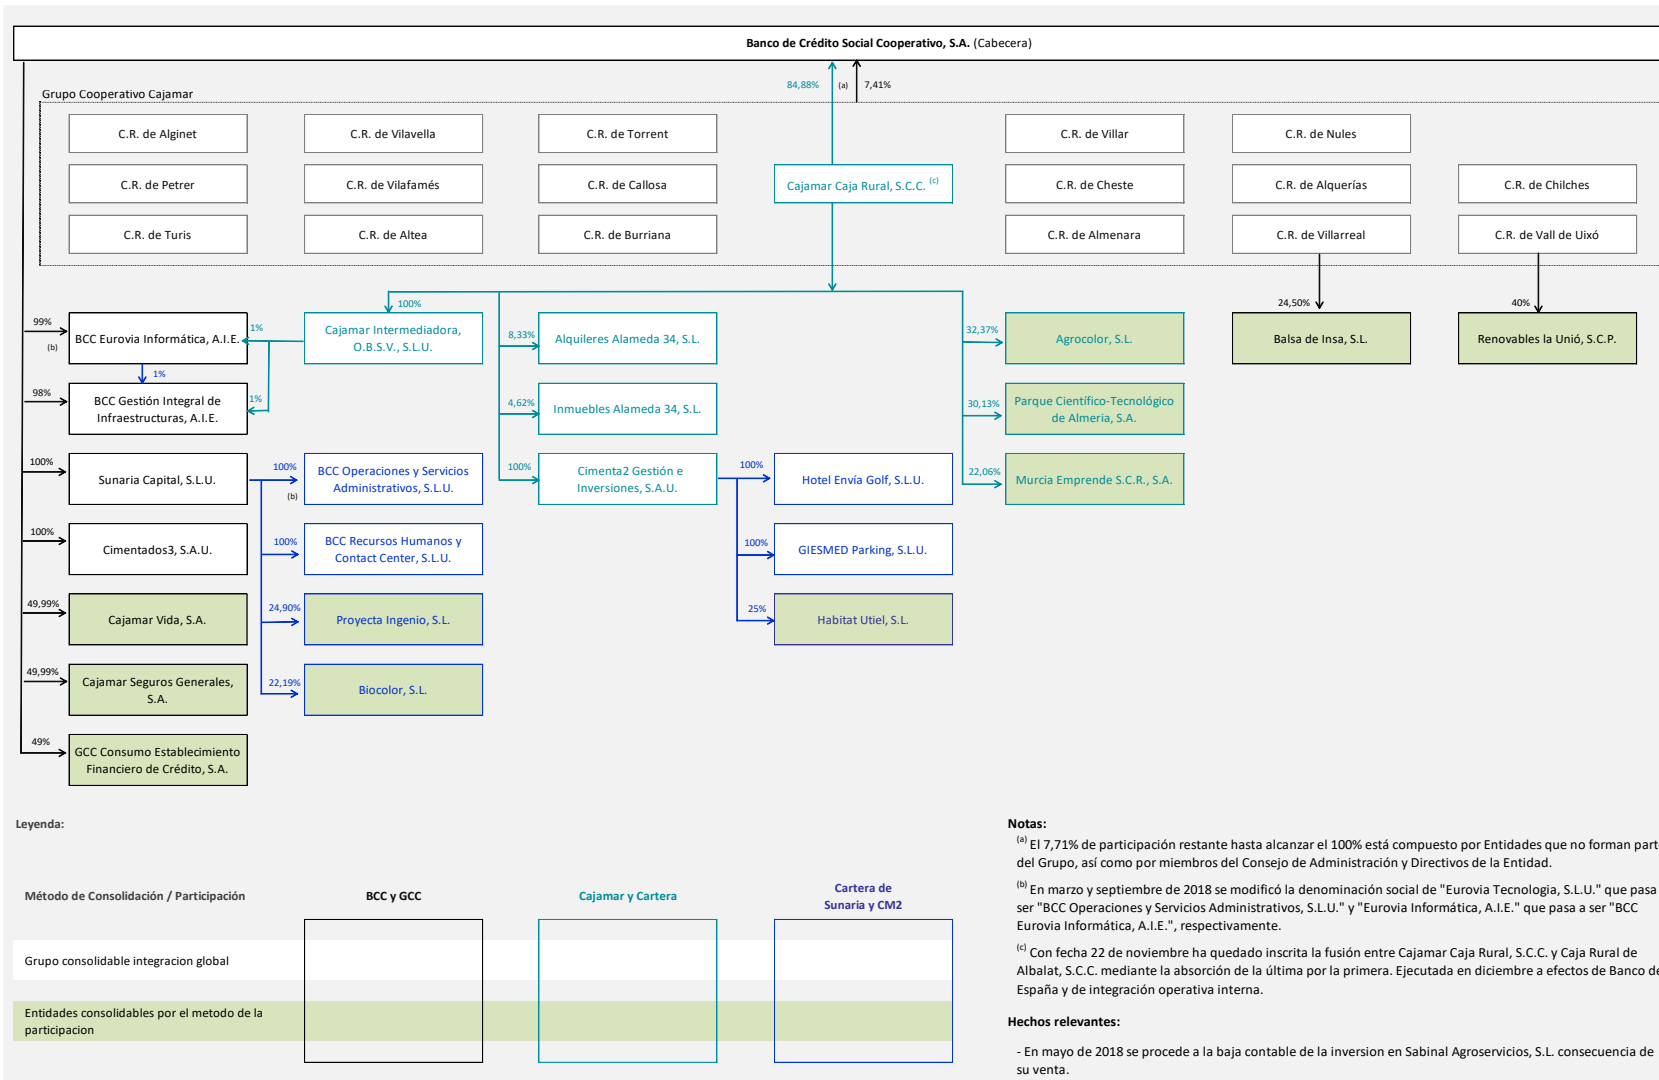 Banco de Crédito Social Cooperativo, S.A. (Cabecera)
84,88% (a) 7,41%
Grupo Cooperativo Cajamar
C.R. de Alginet
C.R. de Vilavella
C.R. de Torrent
C.R. de Villar
C.R. de Nules
C.R. de Petrer
C.R. de Vilafamés
C.R. de Callosa
Cajamar Caja Rural, S.C.C. (c)
C.R. de Cheste
C.R. de Alquerías
C.R. de Chilches
C.R. de Turis
C.R. de Altea
C.R. de Burriana
C.R. de Almenara
C.R. de Villarreal
C.R. de Vall de Uixó
99%
(b)
BCC Eurovia Informática, A.I.E.
1%
100%
Cajamar Intermediadora,
O.B.S.V., S.L.U.
8,33%
Alquileres Alameda 34, S.L.
32,37%
Agrocolor, S.L.
24,50%
Balsa de Insa, S.L.
40%
Renovables la Unió, S.C.P.
1%
98%
BCC Gestión Integral de
Infraestructuras, A.I.E.
1%
4,62%
Inmuebles Alameda 34, S.L.
30,13%
Parque Científico-Tecnológico
de Almeria, S.A.
100%
Sunaria Capital, S.L.U.
100%
(b)
BCC Operaciones y Servicios
Administrativos, S.L.U.
100%
Cimenta2 Gestión e
Inversiones, S.A.U.
100%
Hotel Envía Golf, S.L.U.
22,06%
Murcia Emprende S.C.R., S.A.
100%
Cimentados3, S.A.U.
100%
BCC Recursos Humanos y
Contact Center, S.L.U.
100%
GIESMED Parking, S.L.U.
49,99%
Cajamar Vida, S.A.
24,90%
Proyecta Ingenio, S.L.
25%
Habitat Utiel, S.L.
49,99%
Cajamar Seguros Generales,
S.A.
22,19%
Biocolor, S.L.
49%
GCC Consumo Establecimiento
Financiero de Crédito, S.A.
Leyenda:
Método de Consolidación / Participación
BCC y GCC
Cajamar y Cartera
Cartera de
Sunaria y CM2
Grupo consolidable integracion global
Entidades consolidables por el metodo de la
participacion
Notas:
(a) El 7,71% de participación restante hasta alcanzar el 100% está compuesto por Entidades que no forman part
del Grupo, así como por miembros del Consejo de Administración y Directivos de la Entidad.
(b) En marzo y septiembre de 2018 se modificó la denominación social de "Eurovia Tecnologia, S.L.U." que pasa
ser "BCC Operaciones y Servicios Administrativos, S.L.U." y "Eurovia Informática, A.I.E." que pasa a ser "BCC
Eurovia Informática, A.I.E.", respectivamente.
(c) Con fecha 22 de noviembre ha quedado inscrita la fusión entre Cajamar Caja Rural, S.C.C. y Caja Rural de
Albalat, S.C.C. mediante la absorción de la última por la primera. Ejecutada en diciembre a efectos de Banco de
España y de integración operativa interna.
Hechos relevantes:
- En mayo de 2018 se procede a la baja contable de la inversion en Sabinal Agroservicios, S.L. consecuencia de
su venta.